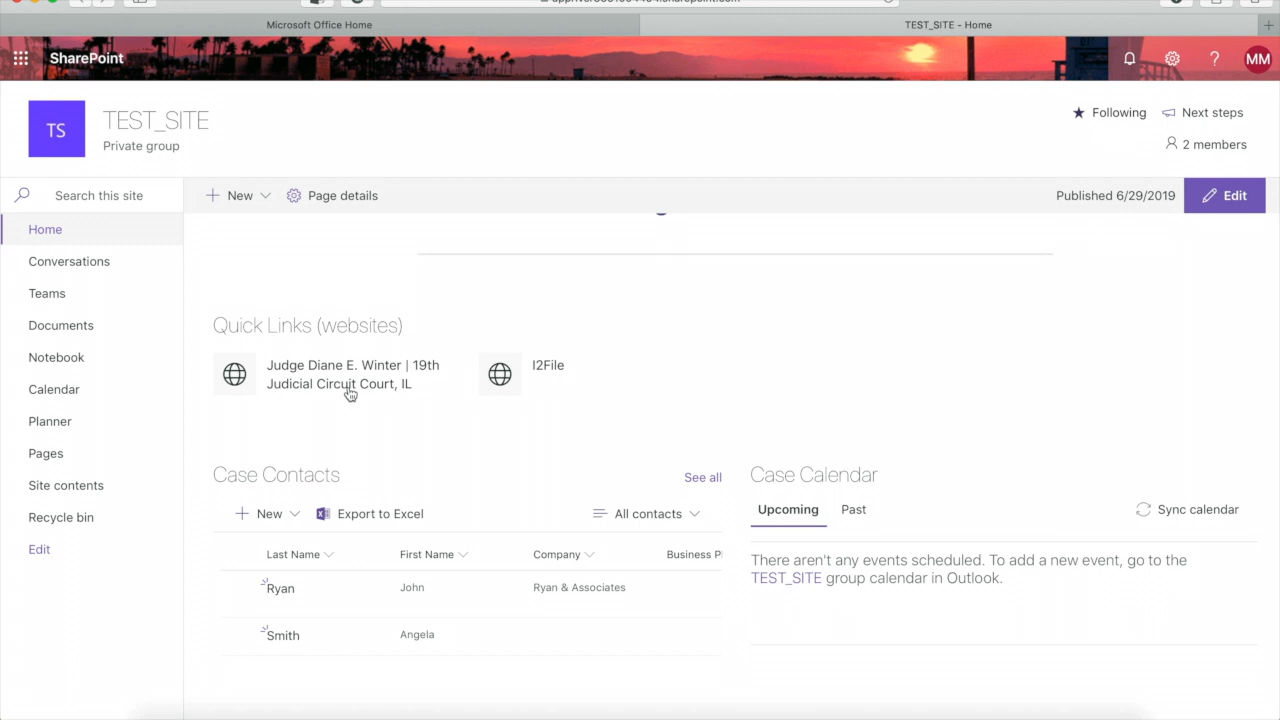 Microsoft Office Home
TEST_SITE - Home
SharePoint
?
MM
TS
TEST_SITE
Private group
Following
Next steps
2 members
Search this site
New
Page details
Published 6/29/2019
Edit
Home
Conversations
Teams
Documents
Notebook
Calendar
Planner
Pages
Site contents
Recycle bin
Edit
Quick Links (websites)
Judge Diane E. Winter | 19th
Judicial Circuit Court, IL
I2File
Case Contacts
See all
New
Export to Excel
All contacts
Last Name
First Name
Company
Business P
Ryan
John
Ryan & Associates
Smith
Angela
Case Calendar
Upcoming
Past
Sync calendar
There aren't any events scheduled. To add a new event, go to the
TEST_SITE group calendar in Outlook.